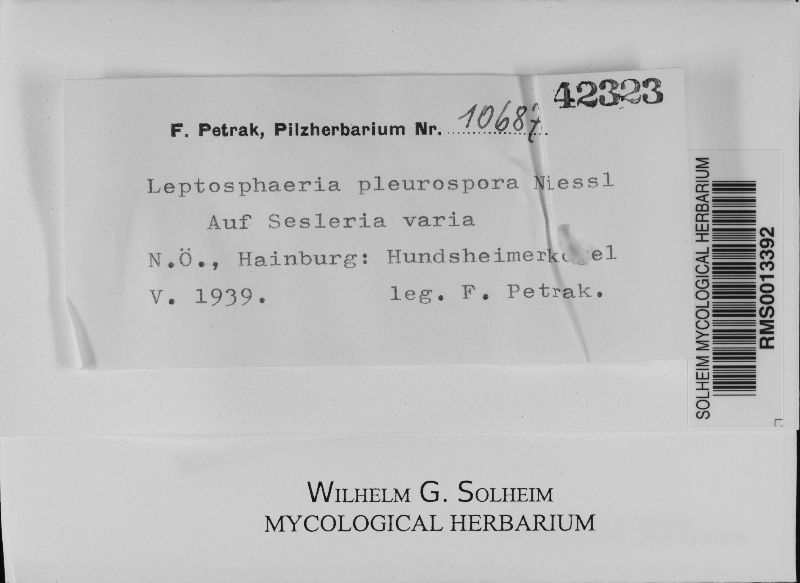 42323
F. Petrak, Pilzherbarium Nr. 10687
Leptosphaeria pleurospora Niessl
Auf Sesleria varia
N.Ö., Hainburg: Hundsheimerkogel
V. 1939. leg. F. Petrak.
SOLHEIM MYCOLOGICAL HERBARIUM
RMS0013392
WILHELM G. SOLHEIM
MYCOLOGICAL HERBARIUM